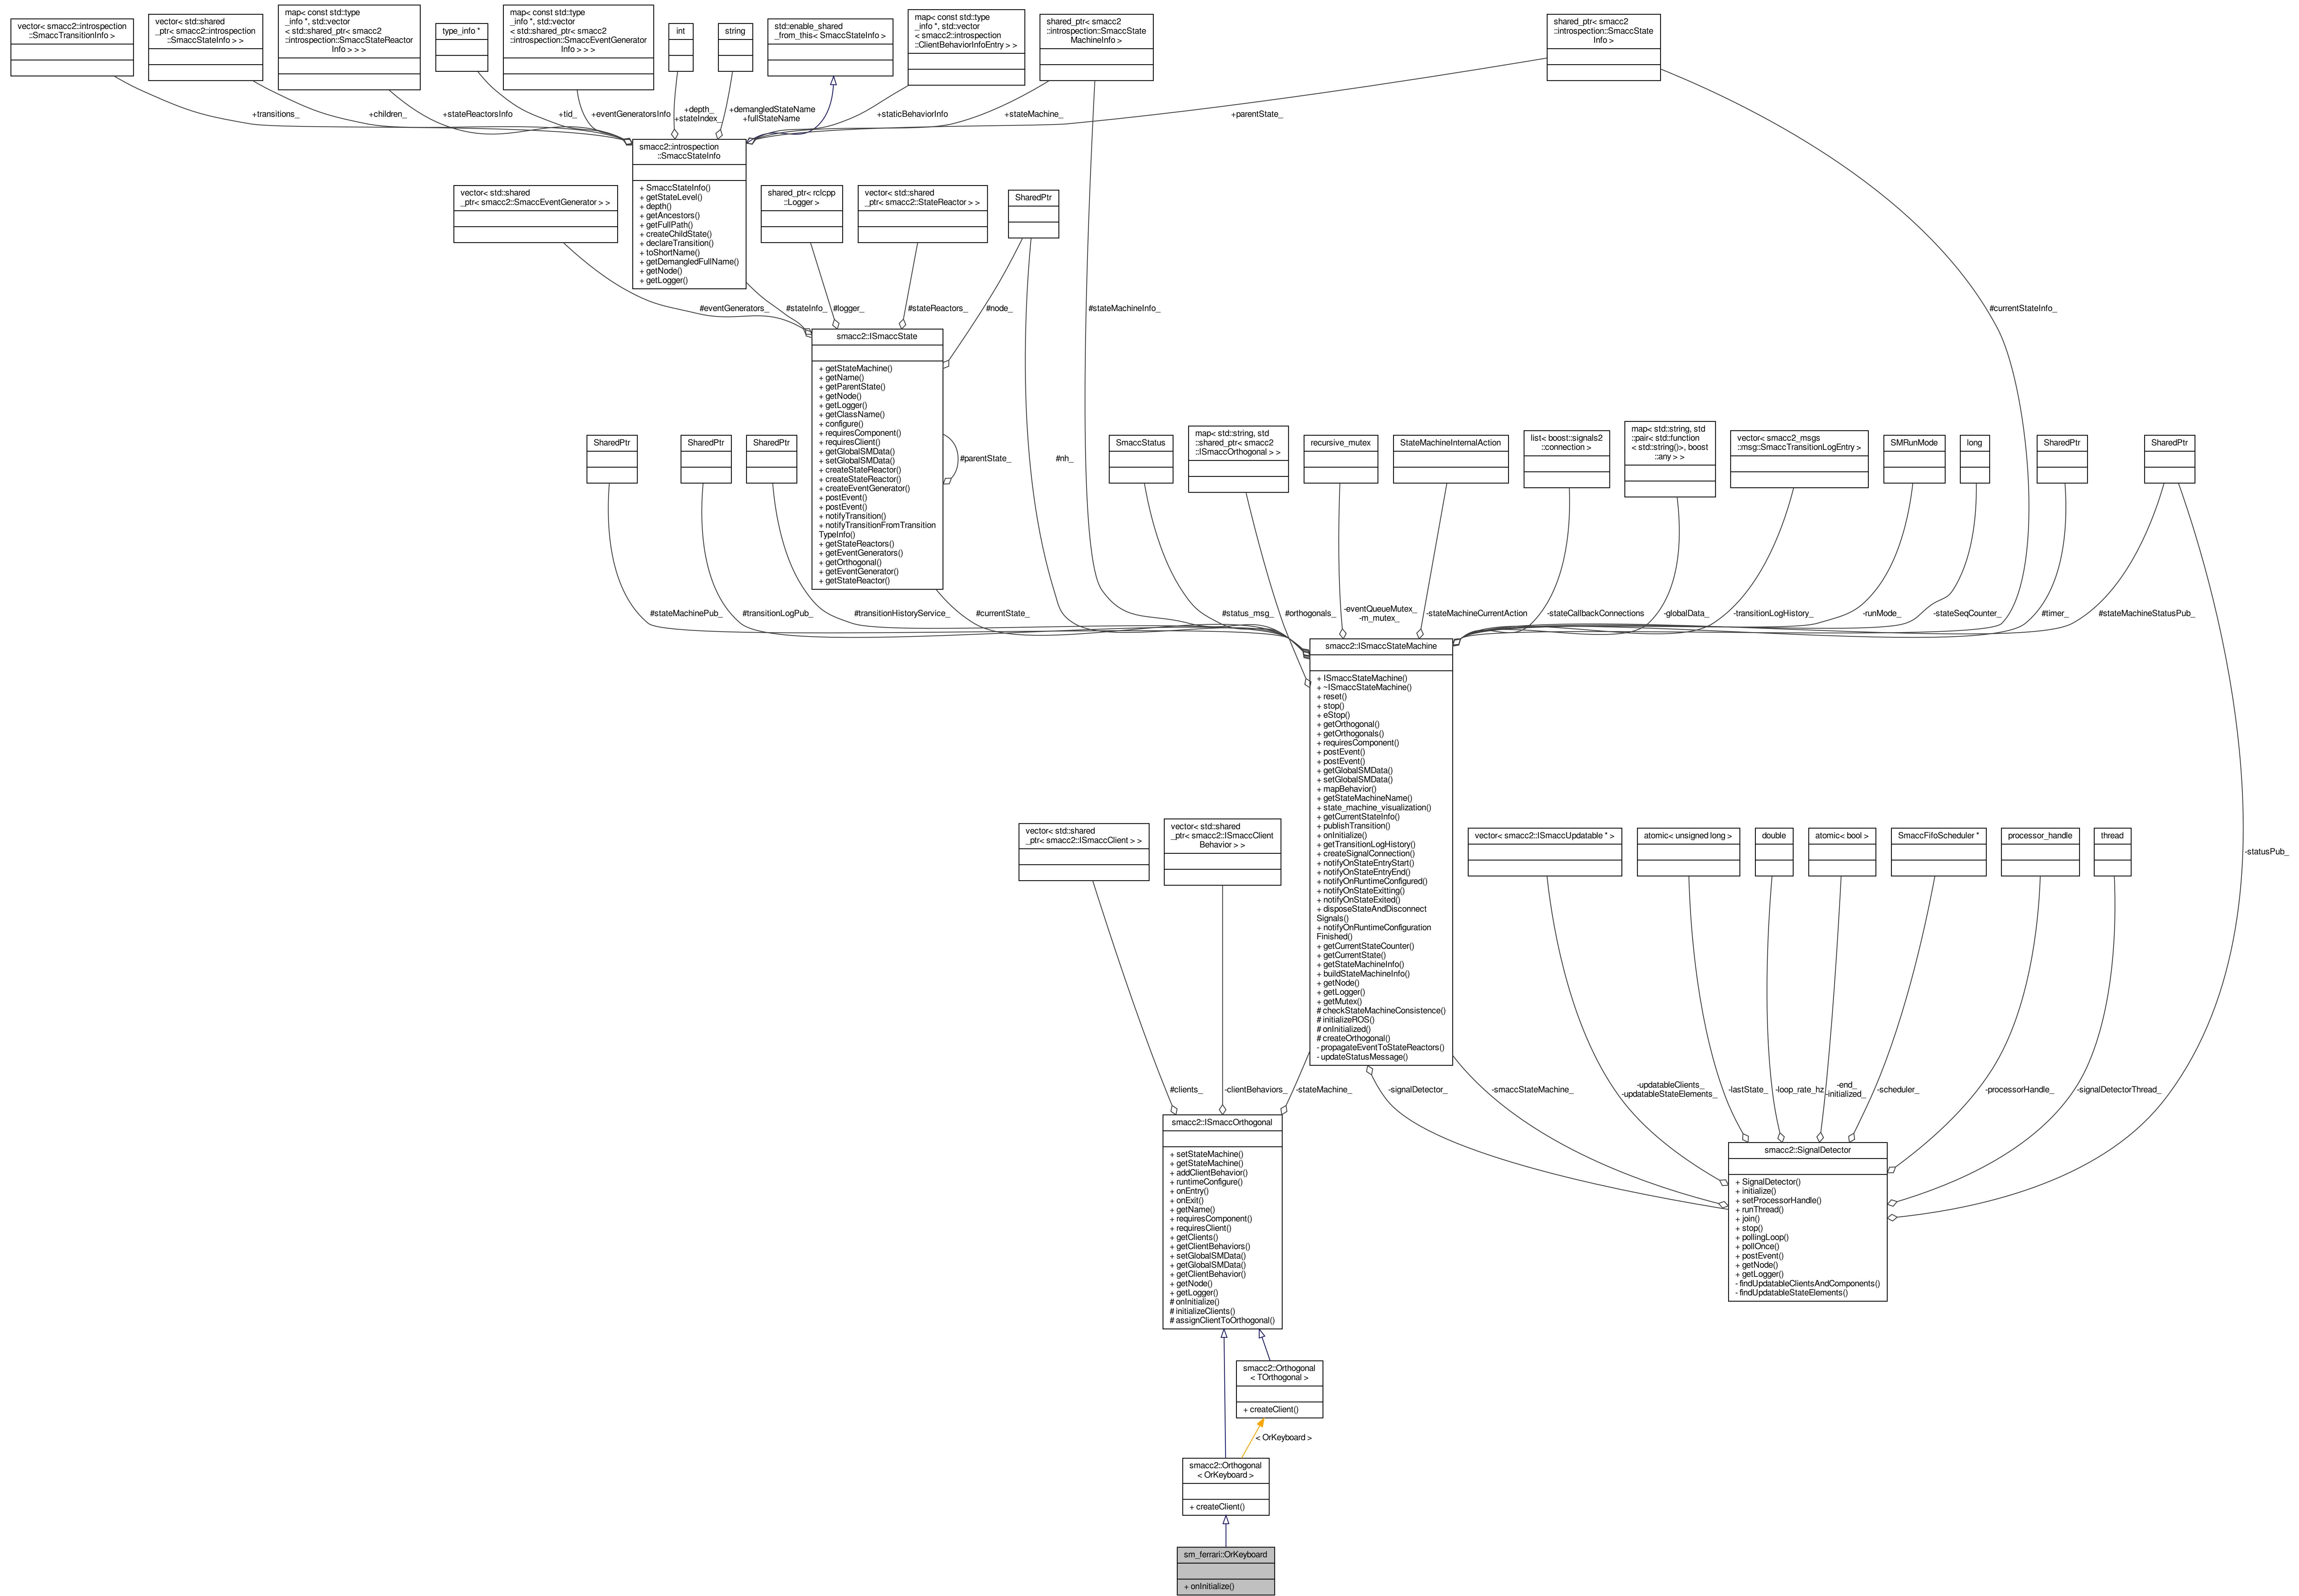 vector< smacc2::introspection
::SmaccTransitionInfo >
vector< std::shared
_ptr< smacc2::introspection
::SmaccStateInfo > >
map< const std::type
_info *, std::vector
< std::shared_ptr< smacc2
::introspection::SmaccStateReactor
Info > > >
type_info *
map< const std::type
_info *, std::vector
< std::shared_ptr< smacc2
::introspection::SmaccEventGenerator
Info > > >
int
string
std::enable_shared
_from_this< SmaccStateInfo >
map< const std::type
_info *, std::vector
< smacc2::introspection
::ClientBehaviorInfoEntry > >
shared_ptr< smacc2
::introspection::SmaccState
MachineInfo >
shared_ptr< smacc2
::introspection::SmaccState
Info >
+transitions_
+children_
+stateReactorsInfo
+tid_
+eventGeneratorsInfo
+depth_
+stateIndex_
+demangledStateName
+fullStateName
+staticBehaviorInfo
+stateMachine_
+parentState_
smacc2::introspection
::SmaccStateInfo
+ SmaccStateInfo()
+ getStateLevel()
+ depth()
+ getAncestors()
+ getFullPath()
+ createChildState()
+ declareTransition()
+ toShortName()
+ getDemangledFullName()
+ getNode()
+ getLogger()
vector< std::shared
_ptr< smacc2::SmaccEventGenerator > >
shared_ptr< rclcpp
::Logger >
vector< std::shared
_ptr< smacc2::StateReactor > >
SharedPtr
#eventGenerators_
#stateInfo_
#logger_
#stateReactors_
#node_
#stateMachineInfo_
#currentStateInfo_
smacc2::ISmaccState
+ getStateMachine()
+ getName()
+ getParentState()
+ getNode()
+ getLogger()
+ getClassName()
+ configure()
+ requiresComponent()
+ requiresClient()
+ getGlobalSMData()
+ setGlobalSMData()
+ createStateReactor()
+ createStateReactor()
+ createEventGenerator()
+ postEvent()
+ postEvent()
+ notifyTransition()
+ notifyTransitionFromTransition
TypeInfo()
+ getStateReactors()
+ getEventGenerators()
+ getOrthogonal()
+ getEventGenerator()
+ getStateReactor()
#parentState_
#nh_
SharedPtr
SharedPtr
SharedPtr
SmaccStatus
map< std::string, std
::shared_ptr< smacc2
::ISmaccOrthogonal > >
recursive_mutex
StateMachineInternalAction
list< boost::signals2
::connection >
map< std::string, std
::pair< std::function
< std::string()>, boost
::any > >
vector< smacc2_msgs
::msg::SmaccTransitionLogEntry >
SMRunMode
long
SharedPtr
SharedPtr
#stateMachinePub_
#transitionLogPub_
#transitionHistoryService_
#currentState_
#status_msg_
#orthogonals_
-eventQueueMutex_
-m_mutex_
-stateMachineCurrentAction
-stateCallbackConnections
-globalData_
-transitionLogHistory_
-runMode_
-stateSeqCounter_
#timer_
#stateMachineStatusPub_
smacc2::ISmaccStateMachine
+ ISmaccStateMachine()
+ ~ISmaccStateMachine()
+ reset()
+ stop()
+ eStop()
+ getOrthogonal()
+ getOrthogonals()
+ requiresComponent()
+ postEvent()
+ postEvent()
+ getGlobalSMData()
+ setGlobalSMData()
+ mapBehavior()
+ getStateMachineName()
+ state_machine_visualization()
+ getCurrentStateInfo()
+ publishTransition()
+ onInitialize()
+ getTransitionLogHistory()
+ createSignalConnection()
+ notifyOnStateEntryStart()
+ notifyOnStateEntryEnd()
+ notifyOnRuntimeConfigured()
+ notifyOnStateExitting()
+ notifyOnStateExited()
+ disposeStateAndDisconnect
Signals()
+ notifyOnRuntimeConfiguration
Finished()
+ getCurrentStateCounter()
+ getCurrentState()
+ getStateMachineInfo()
+ buildStateMachineInfo()
+ getNode()
+ getLogger()
+ getMutex()
# checkStateMachineConsistence()
# initializeROS()
# onInitialized()
# createOrthogonal()
- propagateEventToStateReactors()
- updateStatusMessage()
vector< std::shared
_ptr< smacc2::ISmaccClient > >
vector< std::shared
_ptr< smacc2::ISmaccClient
Behavior > >
vector< smacc2::ISmaccUpdatable * >
atomic< unsigned long >
double
atomic< bool >
SmaccFifoScheduler *
processor_handle
thread
-statusPub_
#clients_
-clientBehaviors_
-stateMachine_
-signalDetector_
-smaccStateMachine_
-updatableClients_
-updatableStateElements_
-lastState_
-loop_rate_hz
-end_
-initialized_
-scheduler_
-processorHandle_
-signalDetectorThread_
smacc2::ISmaccOrthogonal
+ setStateMachine()
+ getStateMachine()
+ addClientBehavior()
+ runtimeConfigure()
+ onEntry()
+ onExit()
+ getName()
+ requiresComponent()
+ requiresClient()
+ getClients()
+ getClientBehaviors()
+ setGlobalSMData()
+ getGlobalSMData()
+ getClientBehavior()
+ getNode()
+ getLogger()
# onInitialize()
# initializeClients()
# assignClientToOrthogonal()
smacc2::SignalDetector
+ SignalDetector()
+ initialize()
+ setProcessorHandle()
+ runThread()
+ join()
+ stop()
+ pollingLoop()
+ pollOnce()
+ postEvent()
+ getNode()
+ getLogger()
- findUpdatableClientsAndComponents()
- findUpdatableStateElements()
smacc2::Orthogonal
< TOrthogonal >
+ createClient()
< OrKeyboard >
smacc2::Orthogonal
< OrKeyboard >
+ createClient()
sm_ferrari::OrKeyboard
+ onInitialize()